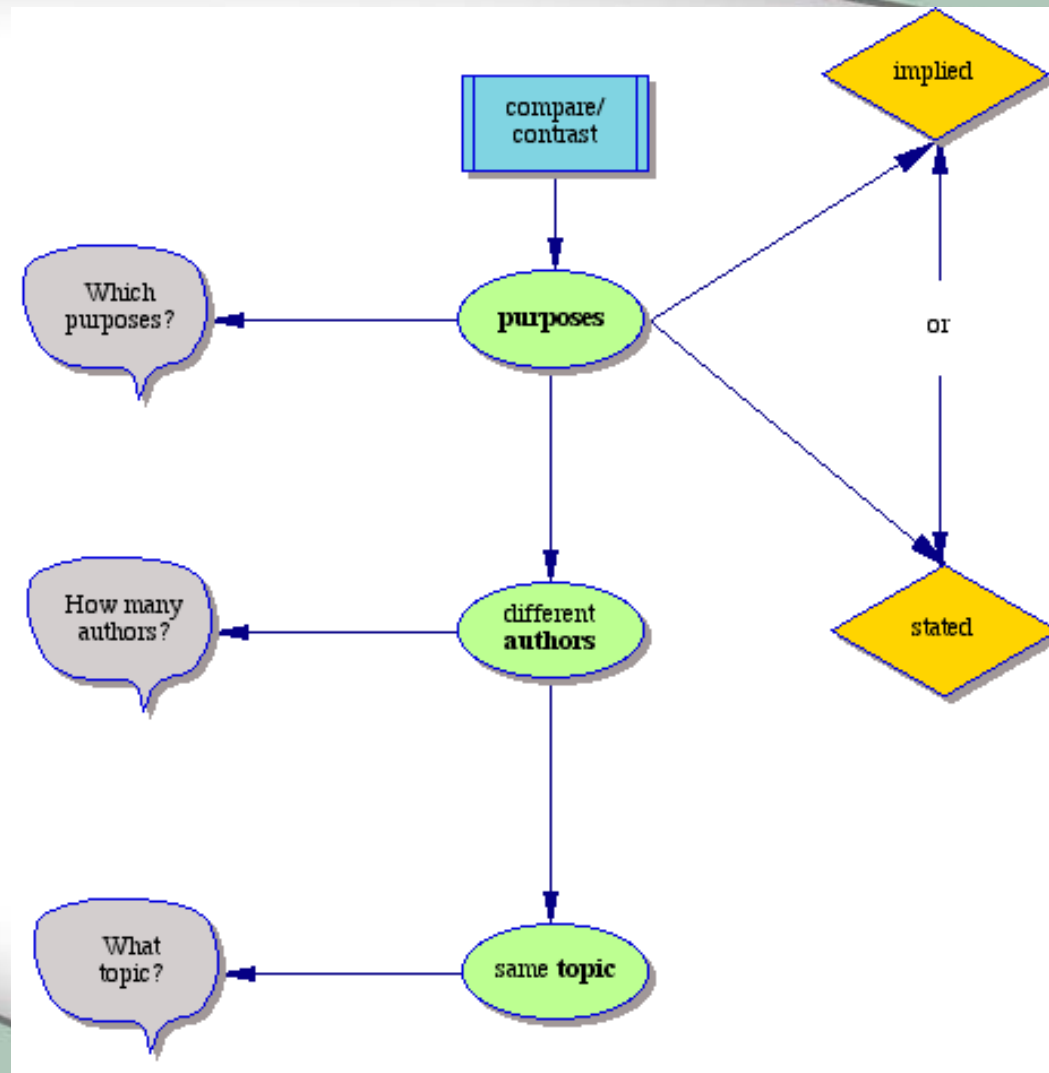 implied
compare/
contrast
Which
purposes?
purposes
or
How many
authors?
different
authors
stated
What
topic?
same topic